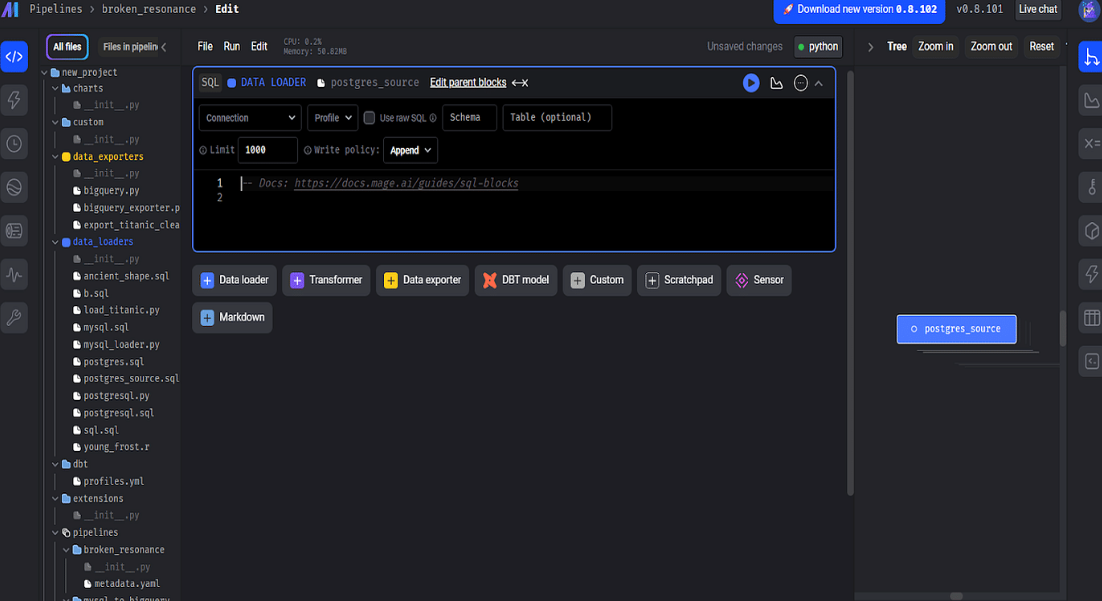 Pipelines > broken_resonance > Edit
Download new version 0.8.102 v0.8.101 Live chat
All files Files in pipelin
File Run Edit CPU: 0.2%
Memory: 50.82MB
Unsaved changes python
Tree Zoom in Zoom out Reset
new_project
charts
__init__.py
custom
__init__.py
data_exporters
__init__.py
bigquery.py
bigquery_exporter.p
export_titanic_clea
data_loaders
__init__.py
ancient_shape.sql
b.sql
load_titanic.py
mysql.sql
mysql_loader.py
postgres.sql
postgres_source.sql
postgresql.py
postgresql.sql
sql.sql
young_frost.r
dbt
profiles.yml
extensions
__init__.py
pipelines
broken_resonance
__init__.py
metadata.yaml
mysql_to_bigquery
SQL DATA LOADER postgres_source Edit parent blocks
Connection Profile Use raw SQL Schema Table (optional)
Limit 1000 Write policy: Append
1 -- Docs: https://docs.mage.ai/guides/sql-blocks
2
Data loader Transformer Data exporter DBT model Custom Scratchpad Sensor
Markdown
postgres_source